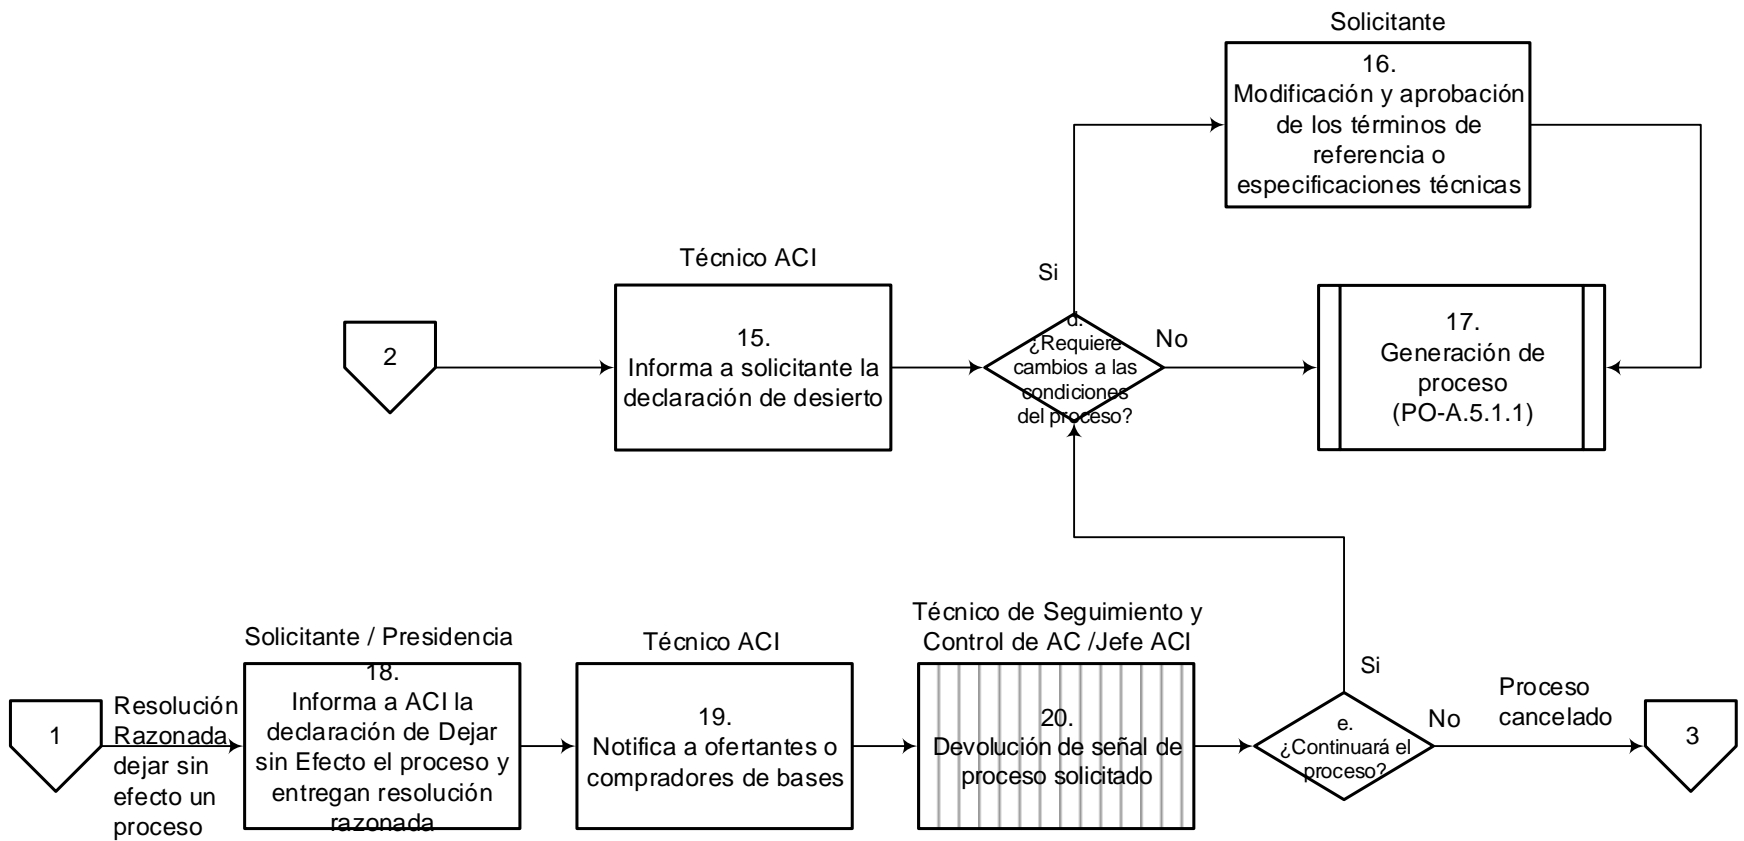 Solicitante
16.
Modificación y aprobación
de los términos de
referencia o
especificaciones técnicas
Técnico ACI
2
15.
Informa a solicitante la
declaración de desierto
Si
d.
¿Requiere
cambios a las
condiciones
del proceso?
No
17.
Generación de
proceso
(PO-A.5.1.1)
1
Resolución
Razonada
dejar sin
efecto un
proceso
Solicitante / Presidencia
18.
Informa a ACI la
declaración de Dejar
sin Efecto el proceso y
entregan resolución
razonada
Técnico ACI
19.
Notifica a ofertantes o
compradores de bases
Técnico de Seguimiento y
Control de AC /Jefe ACI
20.
Devolución de señal de
proceso solicitado
Si
e.
¿Continuará el
proceso?
No
Proceso
cancelado
3